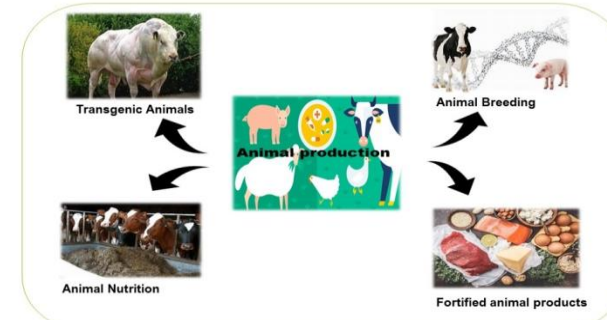 Transgenic Animals
Animal Breeding
Animal production
Animal Nutrition
Fortified animal products